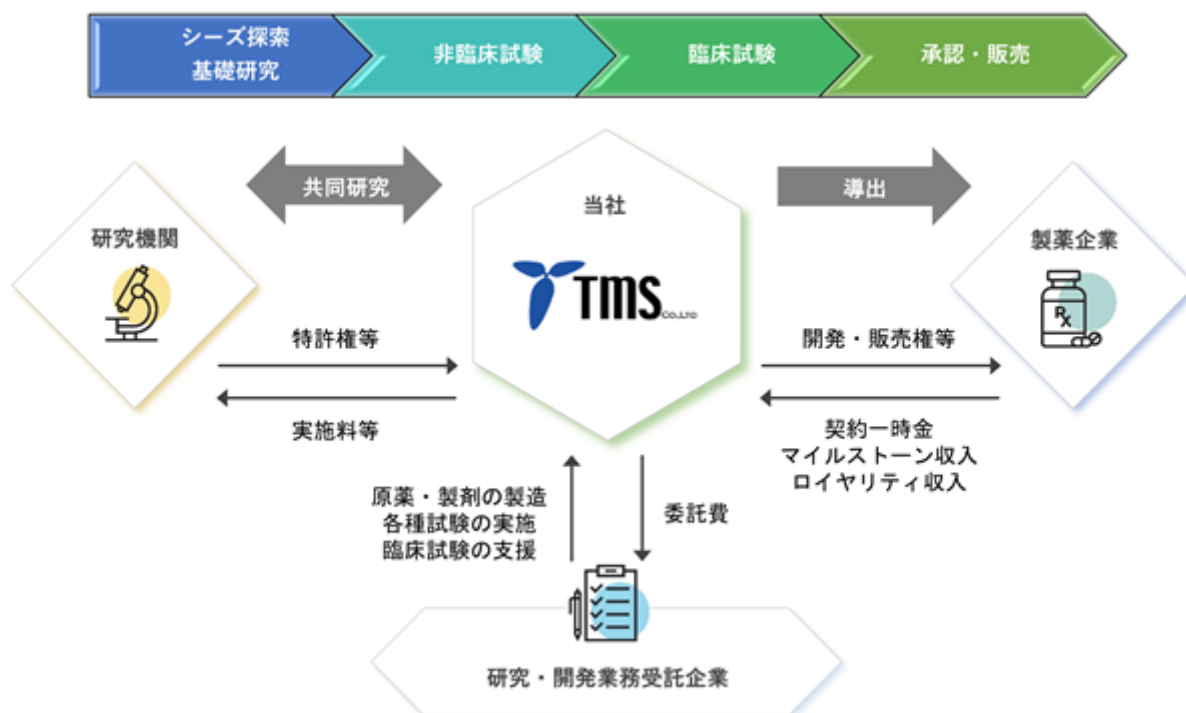 シーズ探索
基礎研究
非臨床試験
臨床試験
承認・販売
共同研究
当社
導出
研究機関
製薬企業
TMS
CO.,LTD
Rx
特許権等
開発・販売権等
実施料等
契約一時金
マイルストーン収入
ロイヤリティ収入
原薬・製剤の製造
各種試験の実施
臨床試験の支援
委託費
研究・開発業務受託企業